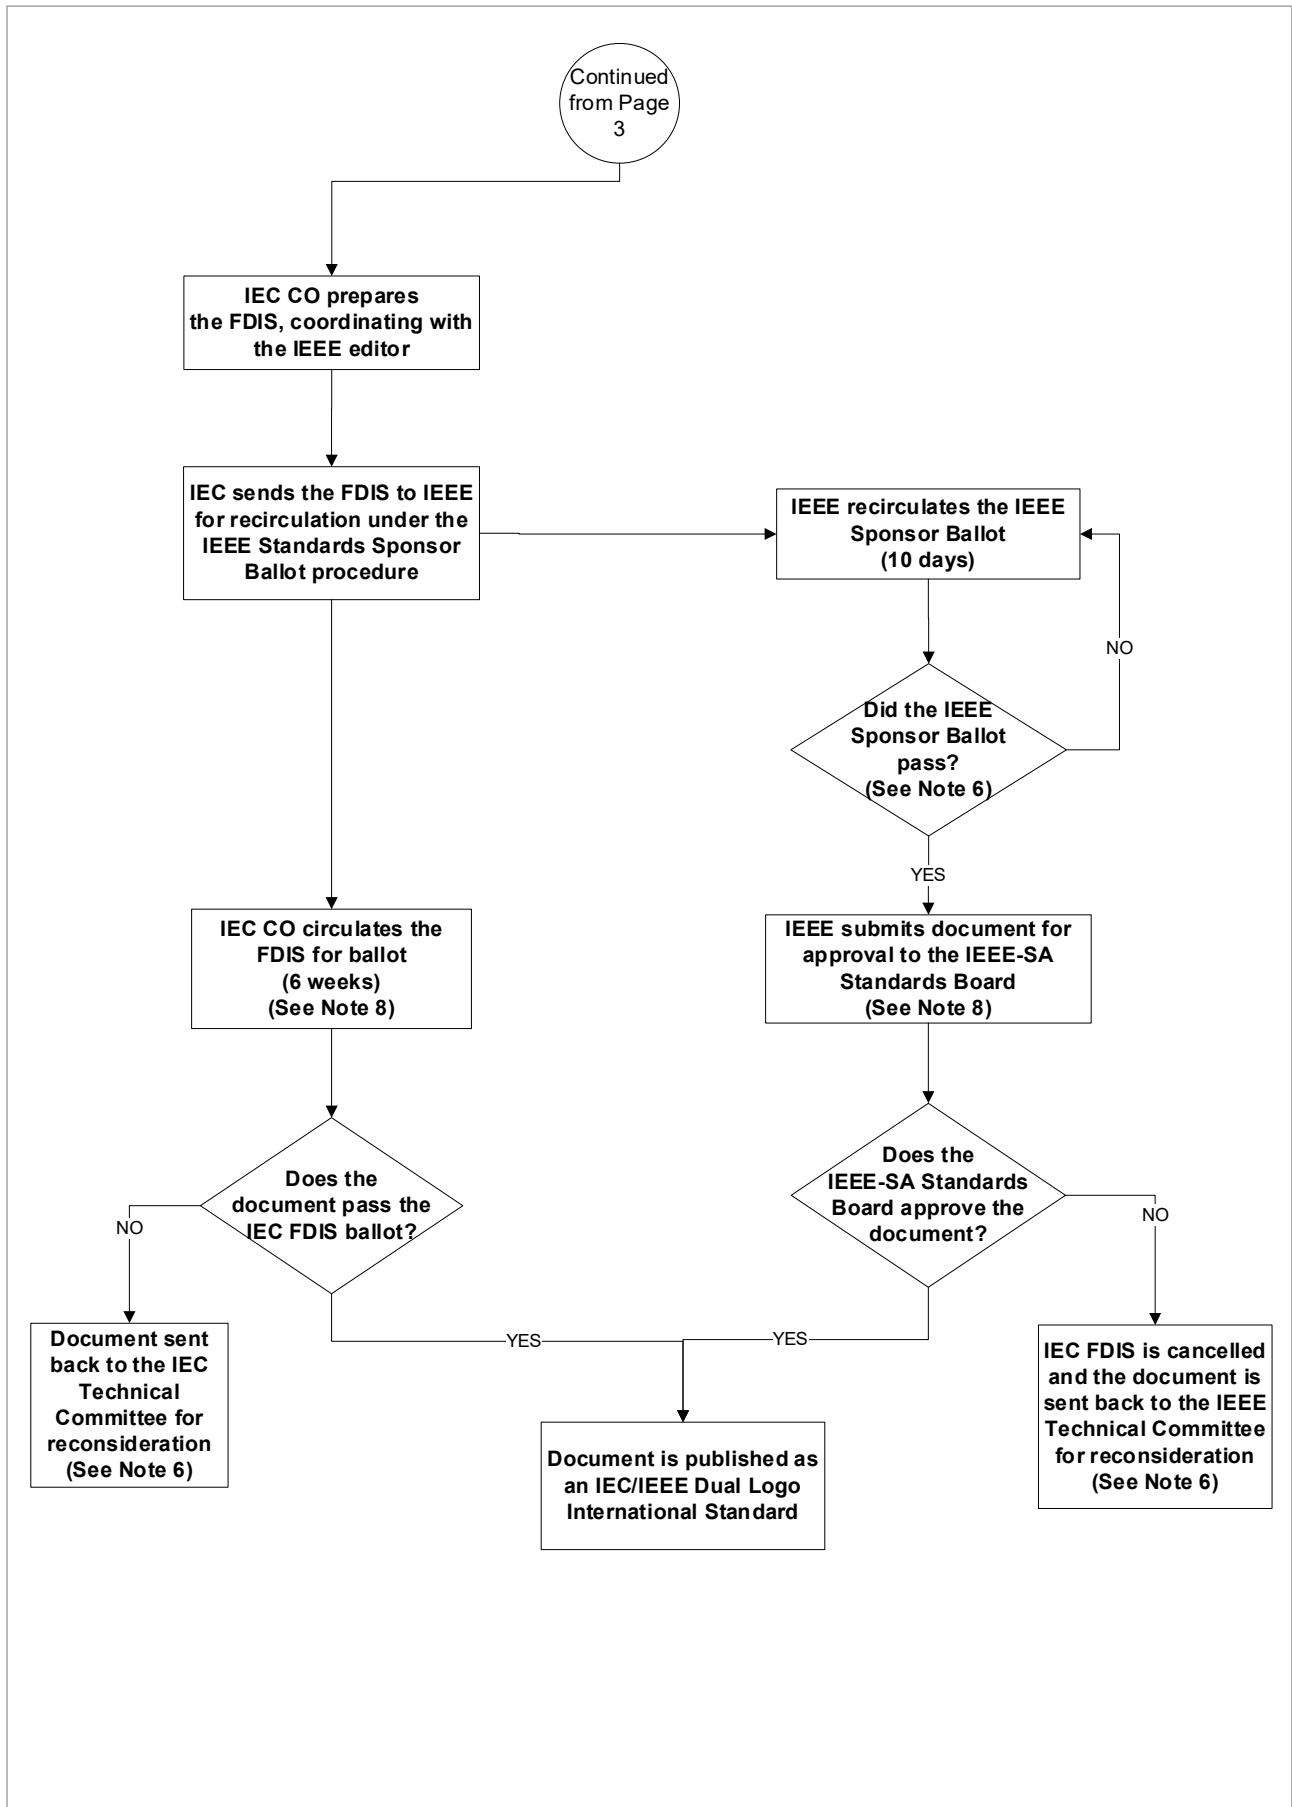 Continued
from Page
3
IEC CO prepares
the FDIS, coordinating with
the IEEE editor
IEC sends the FDIS to IEEE
for recirculation under the
IEEE Standards Sponsor
Ballot procedure
IEEE recirculates the IEEE
Sponsor Ballot
(10 days)
NO
Did the IEEE
Sponsor Ballot
pass?
(See Note 6)
YES
IEC CO circulates the
FDIS for ballot
(6 weeks)
(See Note 8)
IEEE submits document for
approval to the IEEE-SA
Standards Board
(See Note 8)
Does the
document pass the
IEC FDIS ballot?
NO
Does the
IEEE-SA Standards
Board approve the
document?
NO
YES
YES
Document sent
back to the IEC
Technical
Committee for
reconsideration
(See Note 6)
Document is published as
an IEC/IEEE Dual Logo
International Standard
IEC FDIS is cancelled
and the document is
sent back to the IEEE
Technical Committee
for reconsideration
(See Note 6)